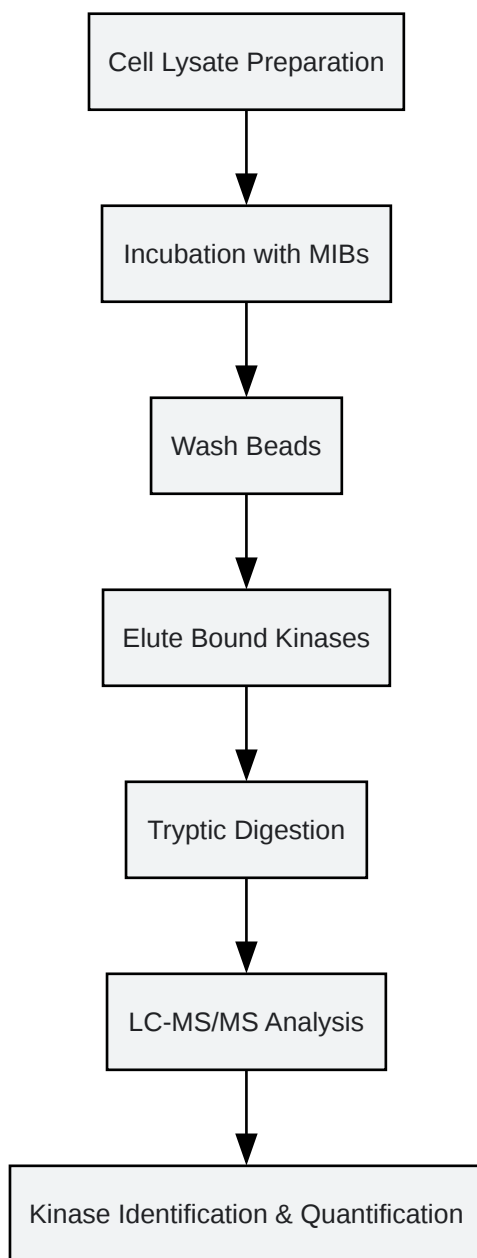 Cell Lysate Preparation
Incubation with MIBs
Wash Beads
Elute Bound Kinases
Tryptic Digestion
LC-MS/MS Analysis
Kinase Identification & Quantification